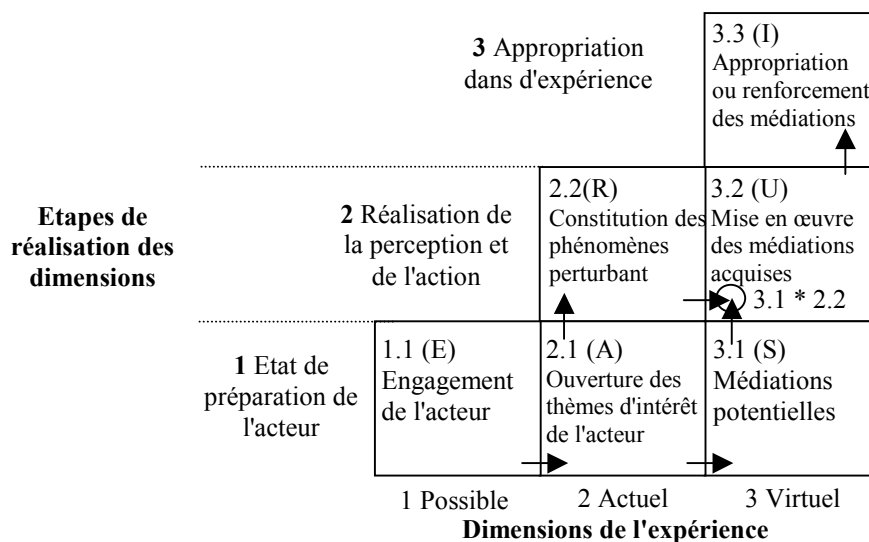 3 Appropriation
dans d'expérience
3.3 (I)
Appropriation
ou renforcement
des médiations
Etapes de
réalisation des
dimensions
2 Réalisation de
la perception et
de l'action
2.2(R)
Constitution des
phénomènes
perturbant
3.2 (U)
Mise en œuvre
des médiations
acquises
3.1 * 2.2
1 Etat de
préparation de
l'acteur
1.1 (E)
Engagement
de l'acteur
2.1 (A)
Ouverture des
thèmes d'intérêt
de l'acteur
3.1 (S)
Médiations
potentielles
1 Possible
2 Actuel
3 Virtuel
Dimensions de l'expérience